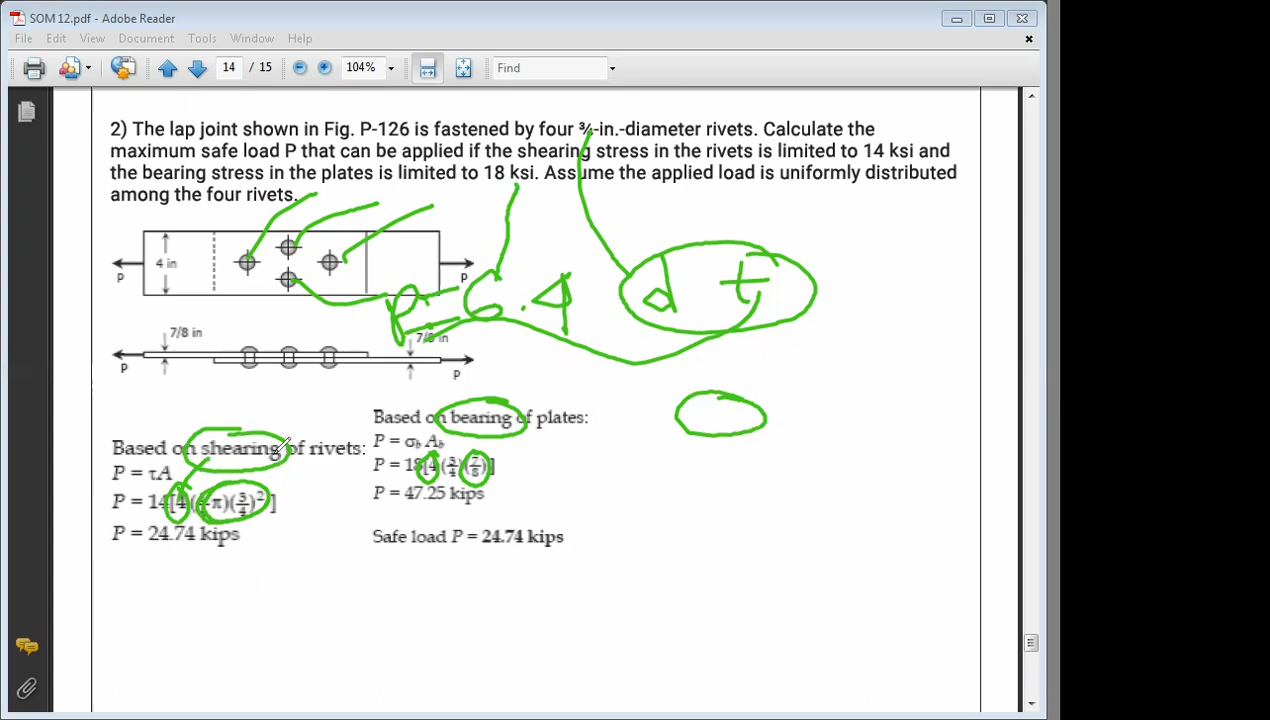 SOM 12.pdf - Adobe Reader
File Edit View Document Tools Window Help
14 / 15 104% Find
2) The lap joint shown in Fig. P-126 is fastened by four ¾-in.-diameter rivets. Calculate the
maximum safe load P that can be applied if the shearing stress in the rivets is limited to 14 ksi and
the bearing stress in the plates is limited to 18 ksi. Assume the applied load is uniformly distributed
among the four rivets.
4 in
P P
d t
7/8 in 7/8 in
P P
Based on bearing of plates:
P = σb Ab
P = 18[4(3/4)(7/8)]
P = 47.25 kips
Safe load P = 24.74 kips
Based on shearing of rivets:
P = τA
P = 14[4(¼π)(3/4)²]
P = 24.74 kips